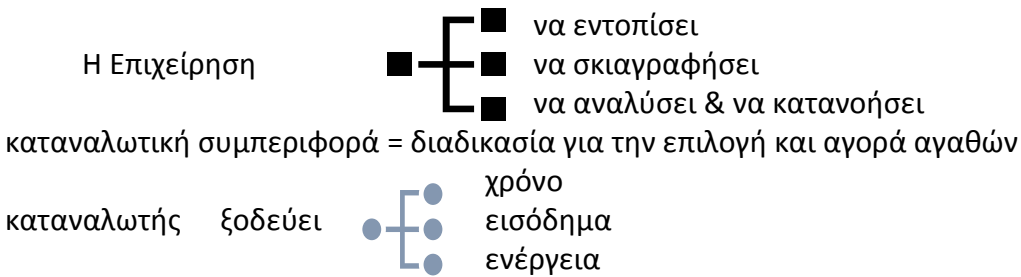 να εντοπίσει
Η Επιχείρηση να σκιαγραφήσει
να αναλύσει & να κατανοήσει
καταναλωτική συμπεριφορά = διαδικασία για την επιλογή και αγορά αγαθών
χρόνο
καταναλωτής ξοδεύει εισόδημα
ενέργεια